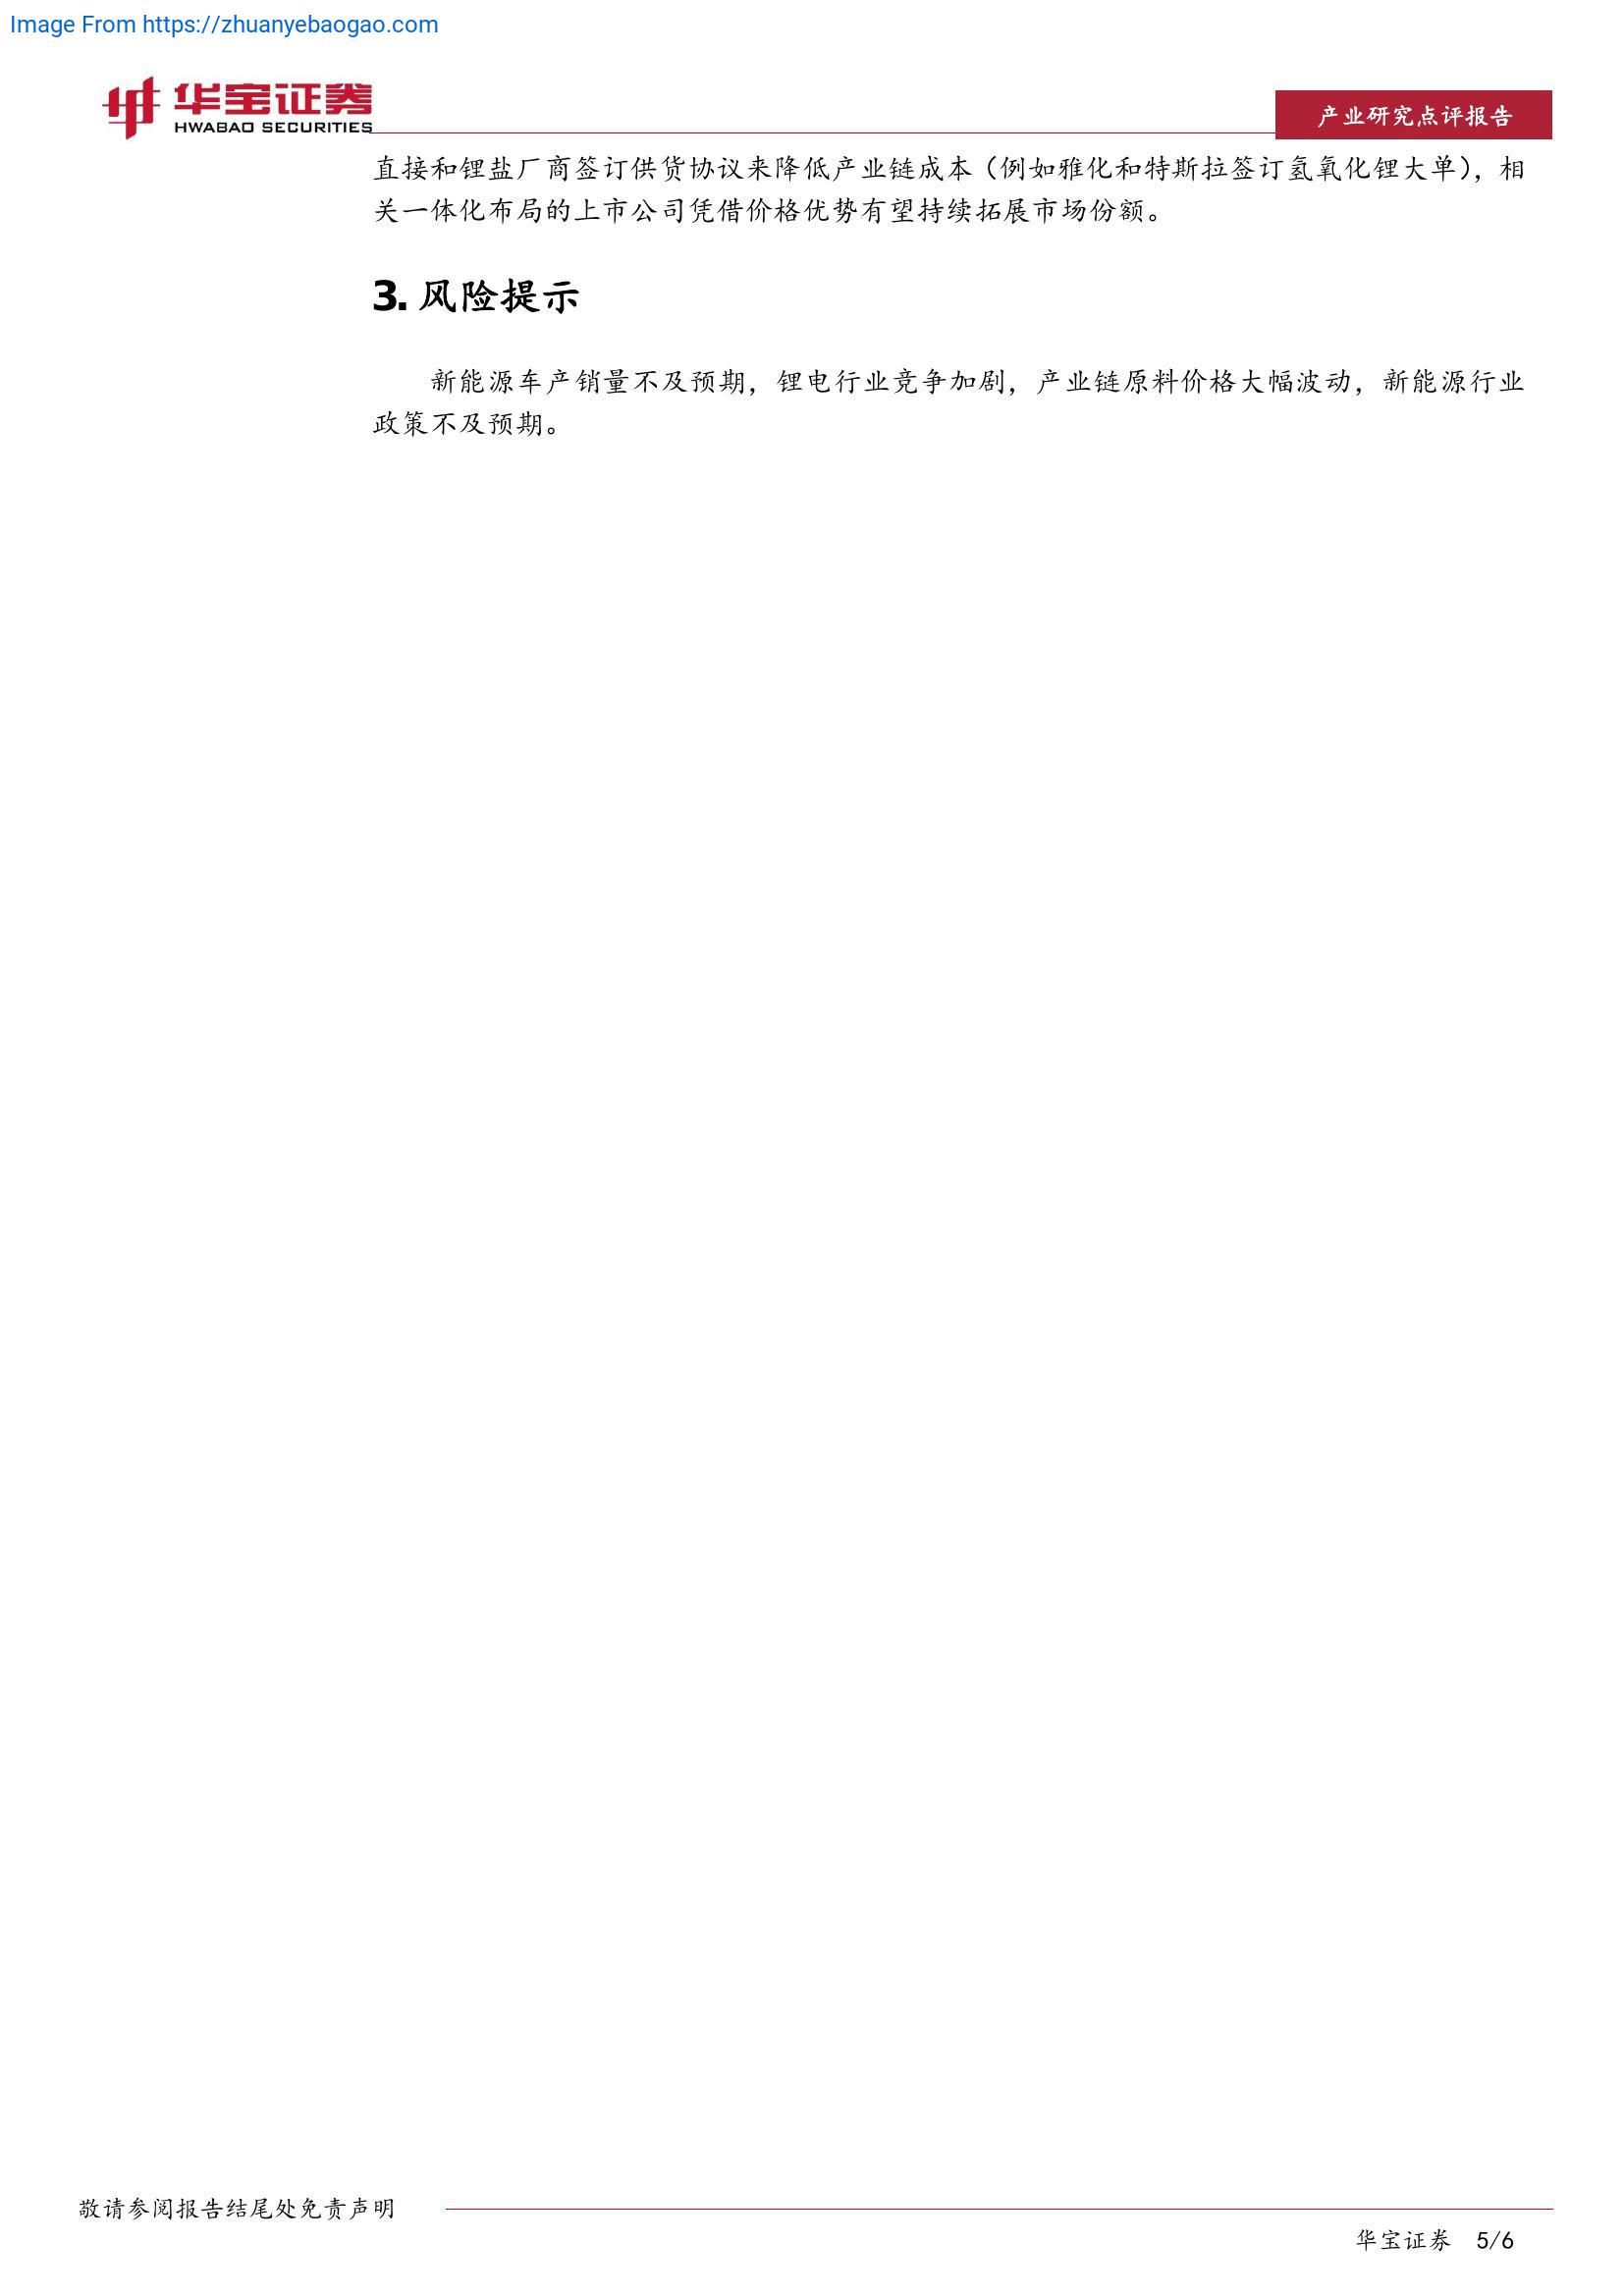 Image From https://zhuanyebaogao.com
华宝证券
HWABAO SECURITIES
产业研究点评报告
直接和锂盐厂商签订供货协议来降低产业链成本（例如雅化和特斯拉签订氢氧化锂大单），相
关一体化布局的上市公司凭借价格优势有望持续拓展市场份额。
3. 风险提示
新能源车产销量不及预期，锂电行业竞争加剧，产业链原料价格大幅波动，新能源行业
政策不及预期。
敬请参阅报告结尾处免责声明
华宝证券 5/6